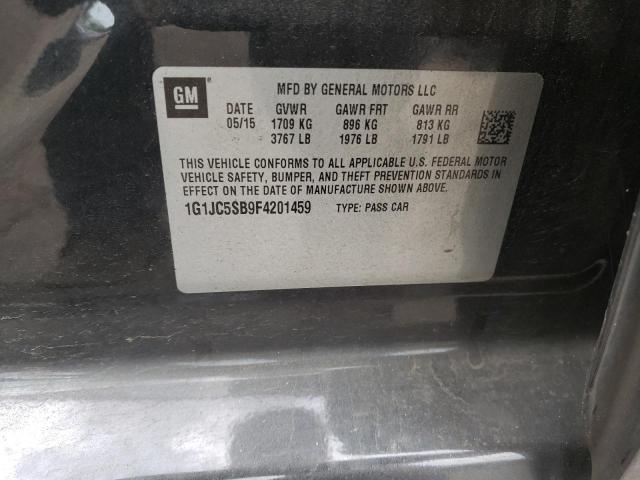 GM
MFD BY GENERAL MOTORS LLC
DATE GVWR GAWR FRT GAWR RR
05/15 1709 KG 896 KG 813 KG
3767 LB 1976 LB 1791 LB
THIS VEHICLE CONFORMS TO ALL APPLICABLE U.S. FEDERAL MOTOR
VEHICLE SAFETY, BUMPER, AND THEFT PREVENTION STANDARDS
IN EFFECT ON THE DATE OF MANUFACTURE SHOWN ABOVE.
1G1JC5SB9F4201459 TYPE: PASS CAR